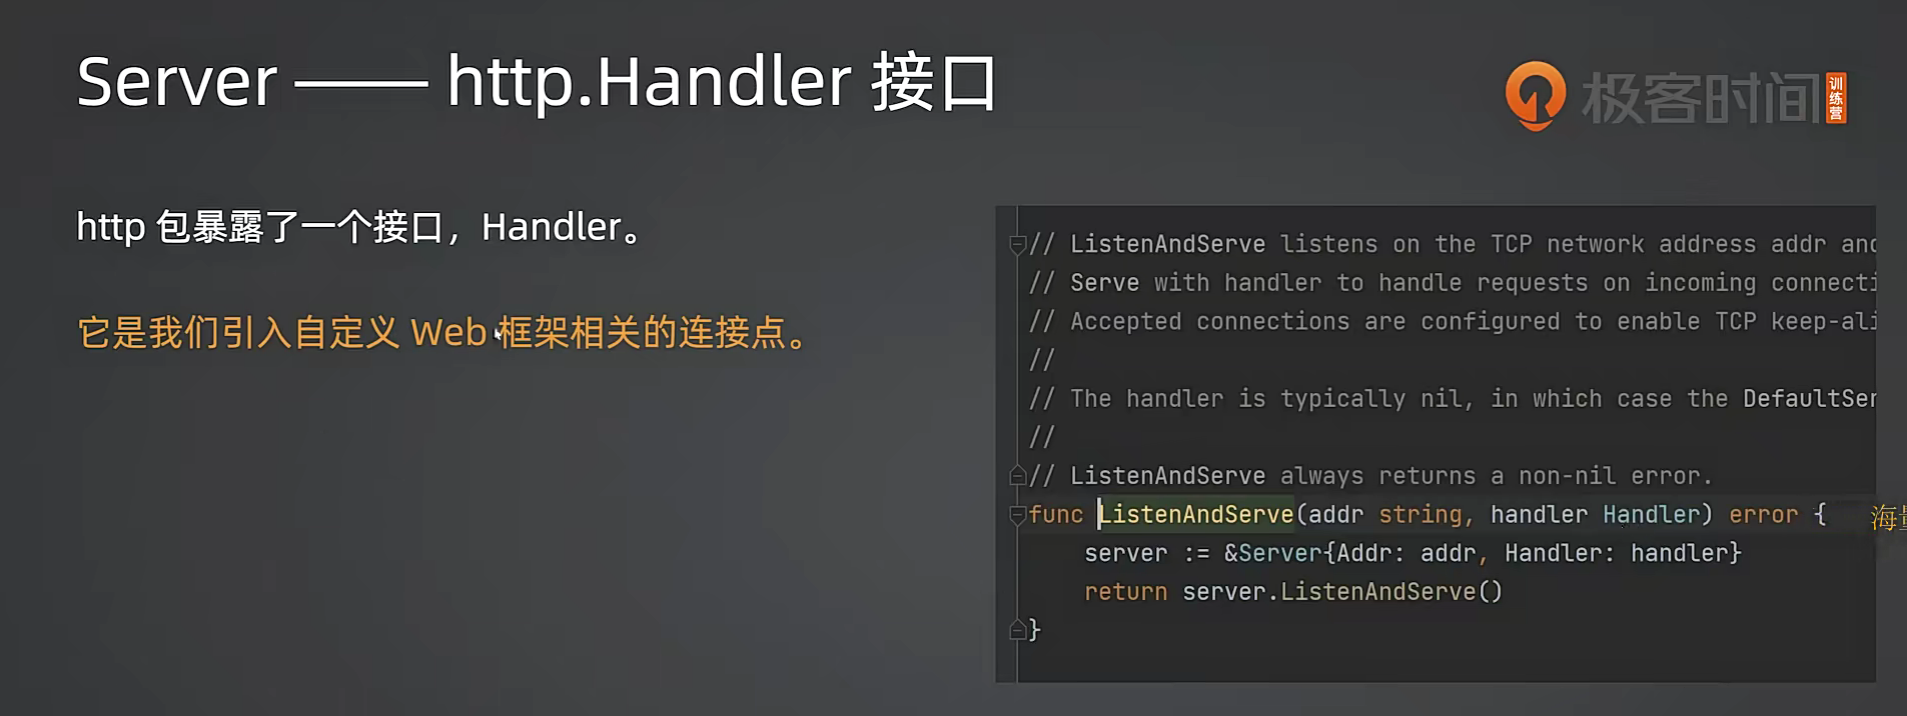 Server —— http.Handler 接口
极客时间
训练营
http 包暴露了一个接口，Handler。
它是我们引入自定义 Web 框架相关的连接点。
// ListenAndServe listens on the TCP network address addr and
// Serve with handler to handle requests on incoming connecti
// Accepted connections are configured to enable TCP keep-ali
//
// The handler is typically nil, in which case the DefaultSer
//
// ListenAndServe always returns a non-nil error.
func ListenAndServe(addr string, handler Handler) error {
    server := &Server{Addr: addr, Handler: handler}
    return server.ListenAndServe()
}
海量